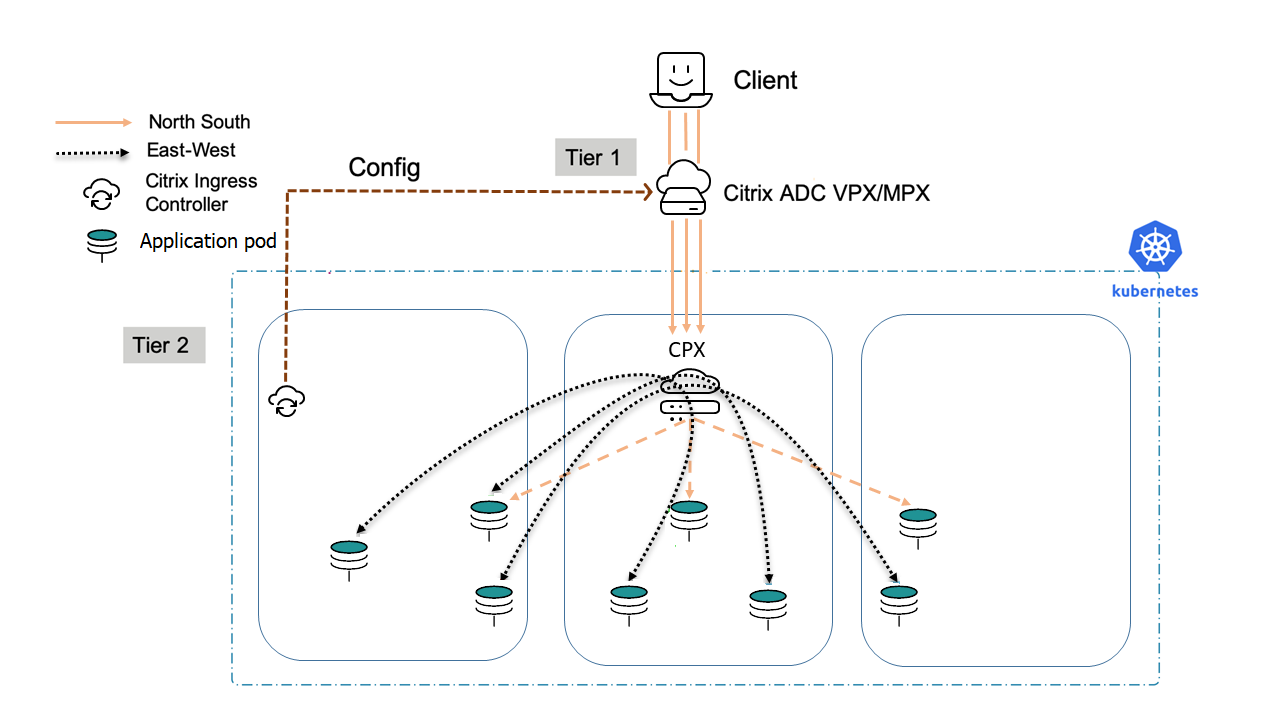 Client
North South
East-West
Citrix Ingress
Controller
Application pod
Config
Tier 1
Citrix ADC VPX/MPX
kubernetes
Tier 2
CPX